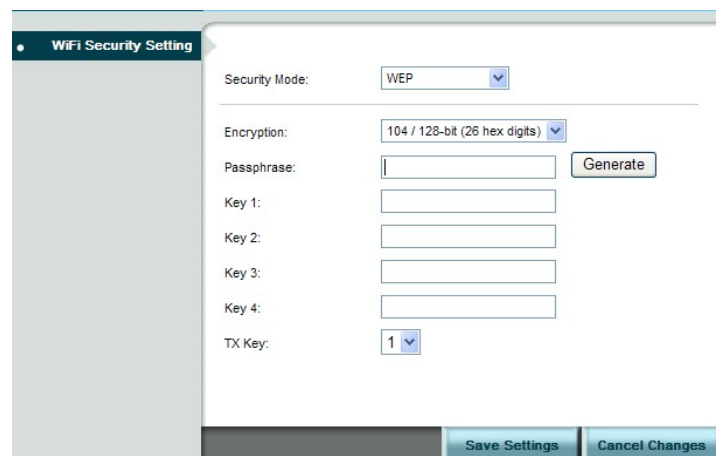 WiFi Security Setting
Security Mode: WEP
Encryption: 104 / 128-bit (26 hex digits)
Passphrase: Generate
Key 1:
Key 2:
Key 3:
Key 4:
TX Key: 1
Save Settings Cancel Changes